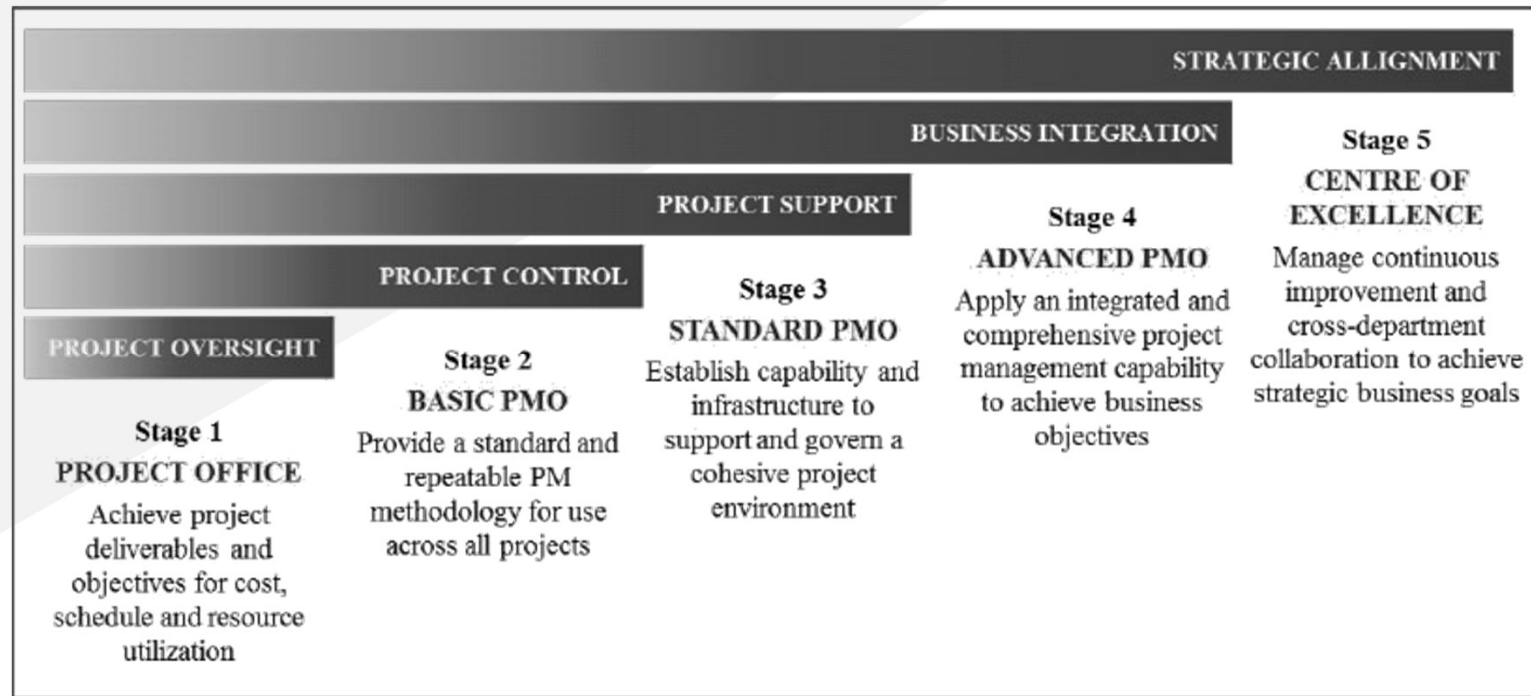 STRATEGIC ALLIGNMENT
BUSINESS INTEGRATION
PROJECT SUPPORT
PROJECT CONTROL
PROJECT OVERSIGHT
Stage 1
PROJECT OFFICE
Achieve project
deliverables and
objectives for cost,
schedule and resource
utilization
Stage 2
BASIC PMO
Provide a standard and
repeatable PM
methodology for use
across all projects
Stage 3
STANDARD PMO
Establish capability and
infrastructure to
support and govern a
cohesive project
environment
Stage 4
ADVANCED PMO
Apply an integrated and
comprehensive project
management capability
to achieve business
objectives
Stage 5
CENTRE OF
EXCELLENCE
Manage continuous
improvement and
cross-department
collaboration to achieve
strategic business goals